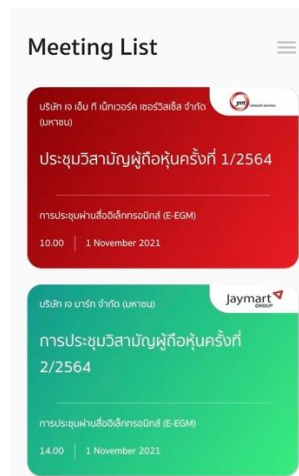 Meeting List
บริษัท เจ เอ็ม ที เน็ทเวอร์ค เซอร์วิสเซ็ส จำกัด
(มหาชน)
jmt network services
ประชุมวิสามัญผู้ถือหุ้นครั้งที่ 1/2564
การประชุมผ่านสื่ออิเล็กทรอนิกส์ (E-EGM)
10.00 | 1 November 2021
บริษัท เจ มาร์ท จำกัด (มหาชน)
Jaymart
GROUP
การประชุมวิสามัญผู้ถือหุ้นครั้งที่
2/2564
การประชุมผ่านสื่ออิเล็กทรอนิกส์ (E-EGM)
14.00 | 1 November 2021